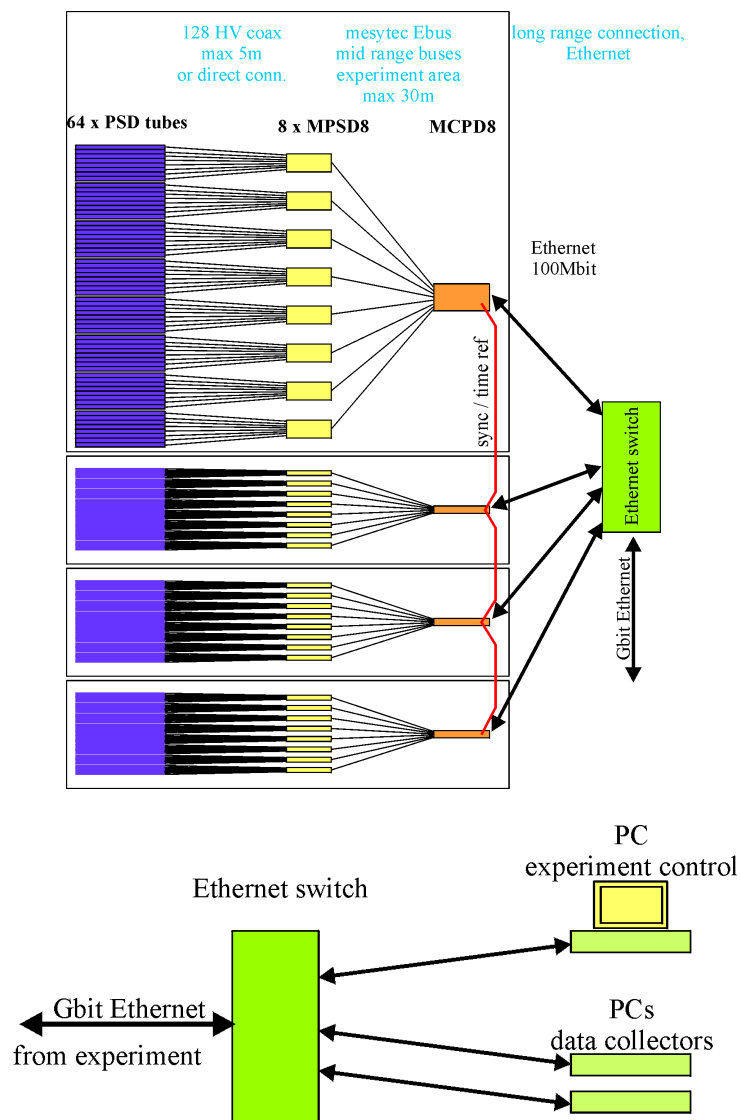 128 HV coax
max 5m
or direct conn.
mesytec Ebus
mid range buses
experiment area
max 30m
long range connection,
Ethernet
64 x PSD tubes
8 x MPSD8
MCPD8
Ethernet
100Mbit
sync / time ref
Ethernet switch
Gbit Ethernet
PC
experiment control
Ethernet switch
Gbit Ethernet
from experiment
PCs
data collectors